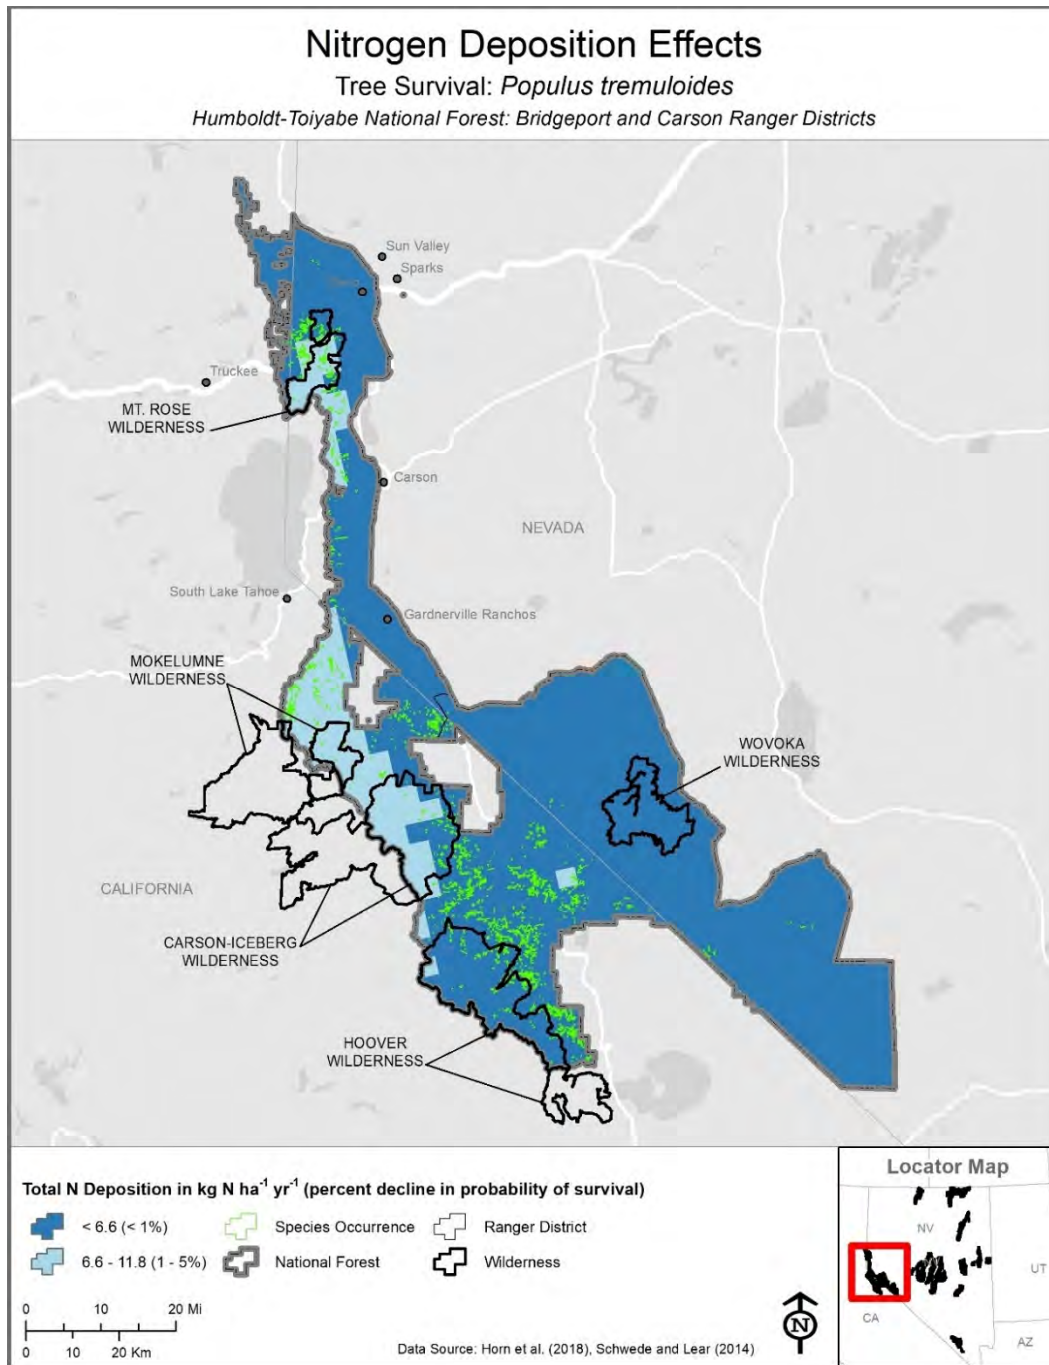 Nitrogen Deposition Effects
Tree Survival: Populus tremuloides
Humboldt-Toiyabe National Forest: Bridgeport and Carson Ranger Districts
Sun Valley
Sparks
Truckee
MT. ROSE
WILDERNESS
Carson
NEVADA
South Lake Tahoe
Gardnerville Ranchos
MOKELUMNE
WILDERNESS
WOVOKA
WILDERNESS
CALIFORNIA
CARSON-ICEBERG
WILDERNESS
HOOVER
WILDERNESS
Total N Deposition in kg N ha⁻¹ yr⁻¹ (percent decline in probability of survival)
< 6.6 (< 1%)
Species Occurrence
Ranger District
6.6 - 11.8 (1 - 5%)
National Forest
Wilderness
0 10 20 Mi
0 10 20 Km
N
Data Source: Horn et al. (2018), Schwede and Lear (2014)
Locator Map
NV
UT
CA
AZ